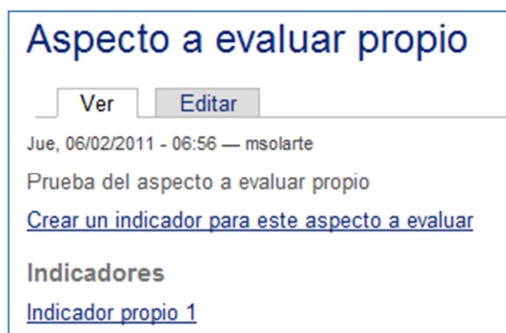 Aspecto a evaluar propio
Ver Editar
Jue, 06/02/2011 - 06:56 — msolarte
Prueba del aspecto a evaluar propio
Crear un indicador para este aspecto a evaluar
Indicadores
Indicador propio 1